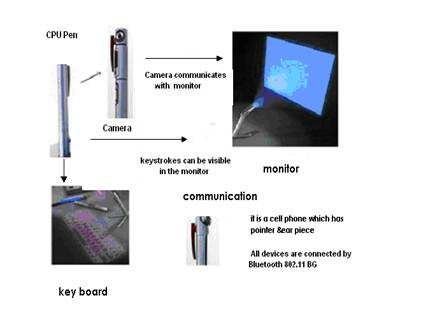 CPU Pen
Camera communicates
with monitor
Camera
keystrokes can be visible
in the monitor
monitor
communication
it is a cell phone which has
pointer &ear piece
All devices are connected by
Bluetooth 802.11 BG
key board